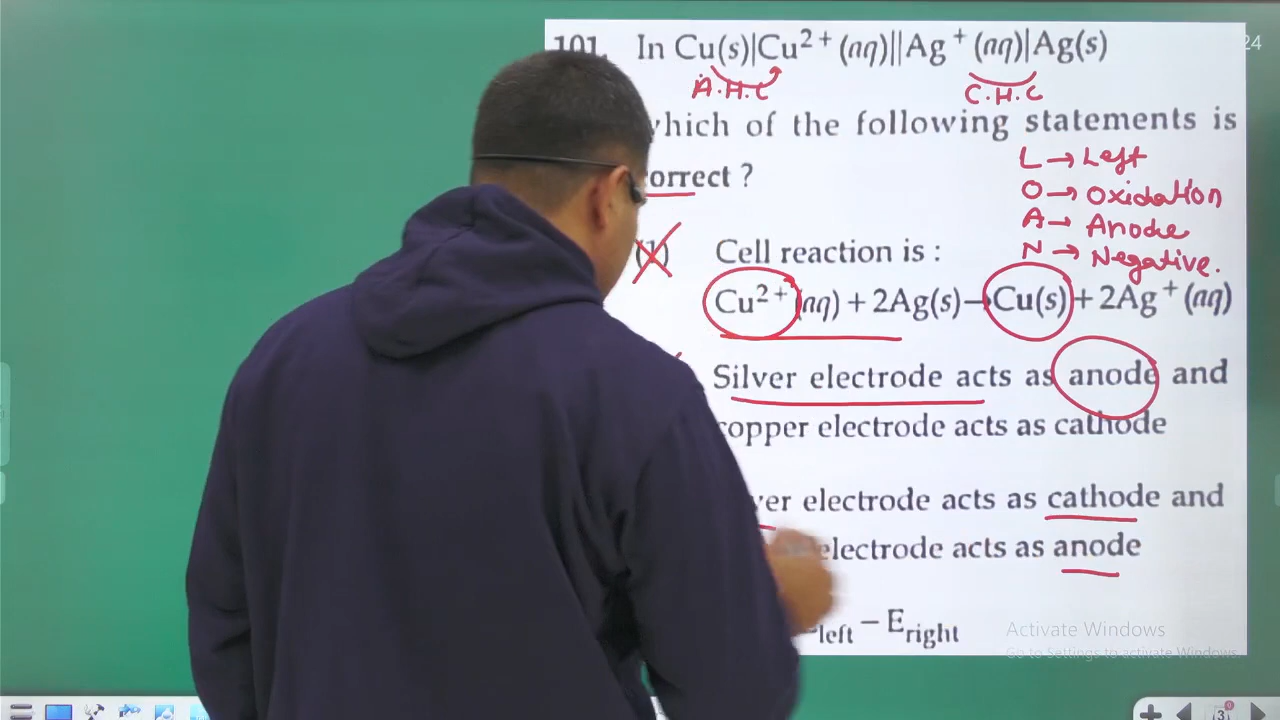 24
101. In Cu(s)|Cu²⁺(aq)||Ag⁺(aq)|Ag(s)
A.H.C C.H.C
which of the following statements is
L → Left
correct ?
O → Oxidation
A → Anode
N → Negative.
(1) Cell reaction is :
Cu²⁺(aq) + 2Ag(s) → Cu(s) + 2Ag⁺(aq)
Silver electrode acts as anode and
copper electrode acts as cathode
ver electrode acts as cathode and
electrode acts as anode
left − E right
Activate Windows
Go to Settings to activate Windows.
3